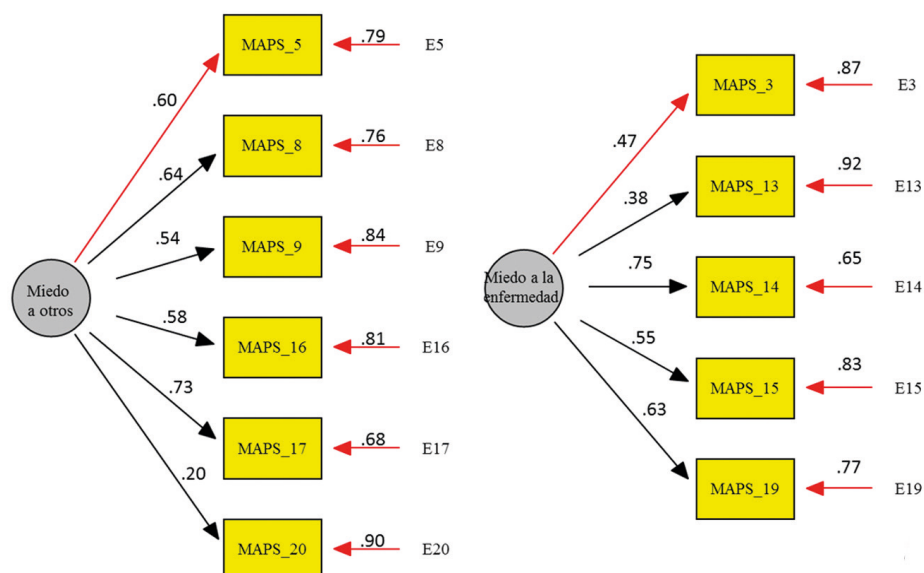 MAPS_5
.79
E5
.60
MAPS_8
.76
E8
.64
MAPS_9
.84
E9
.54
Miedo
a otros
MAPS_16
.81
E16
.58
MAPS_17
.68
E17
.73
MAPS_20
.90
E20
.20
MAPS_3
.87
E3
.47
MAPS_13
.92
E13
.38
Miedo a la
enfermedad
MAPS_14
.65
E14
.75
MAPS_15
.83
E15
.55
MAPS_19
.77
E19
.63